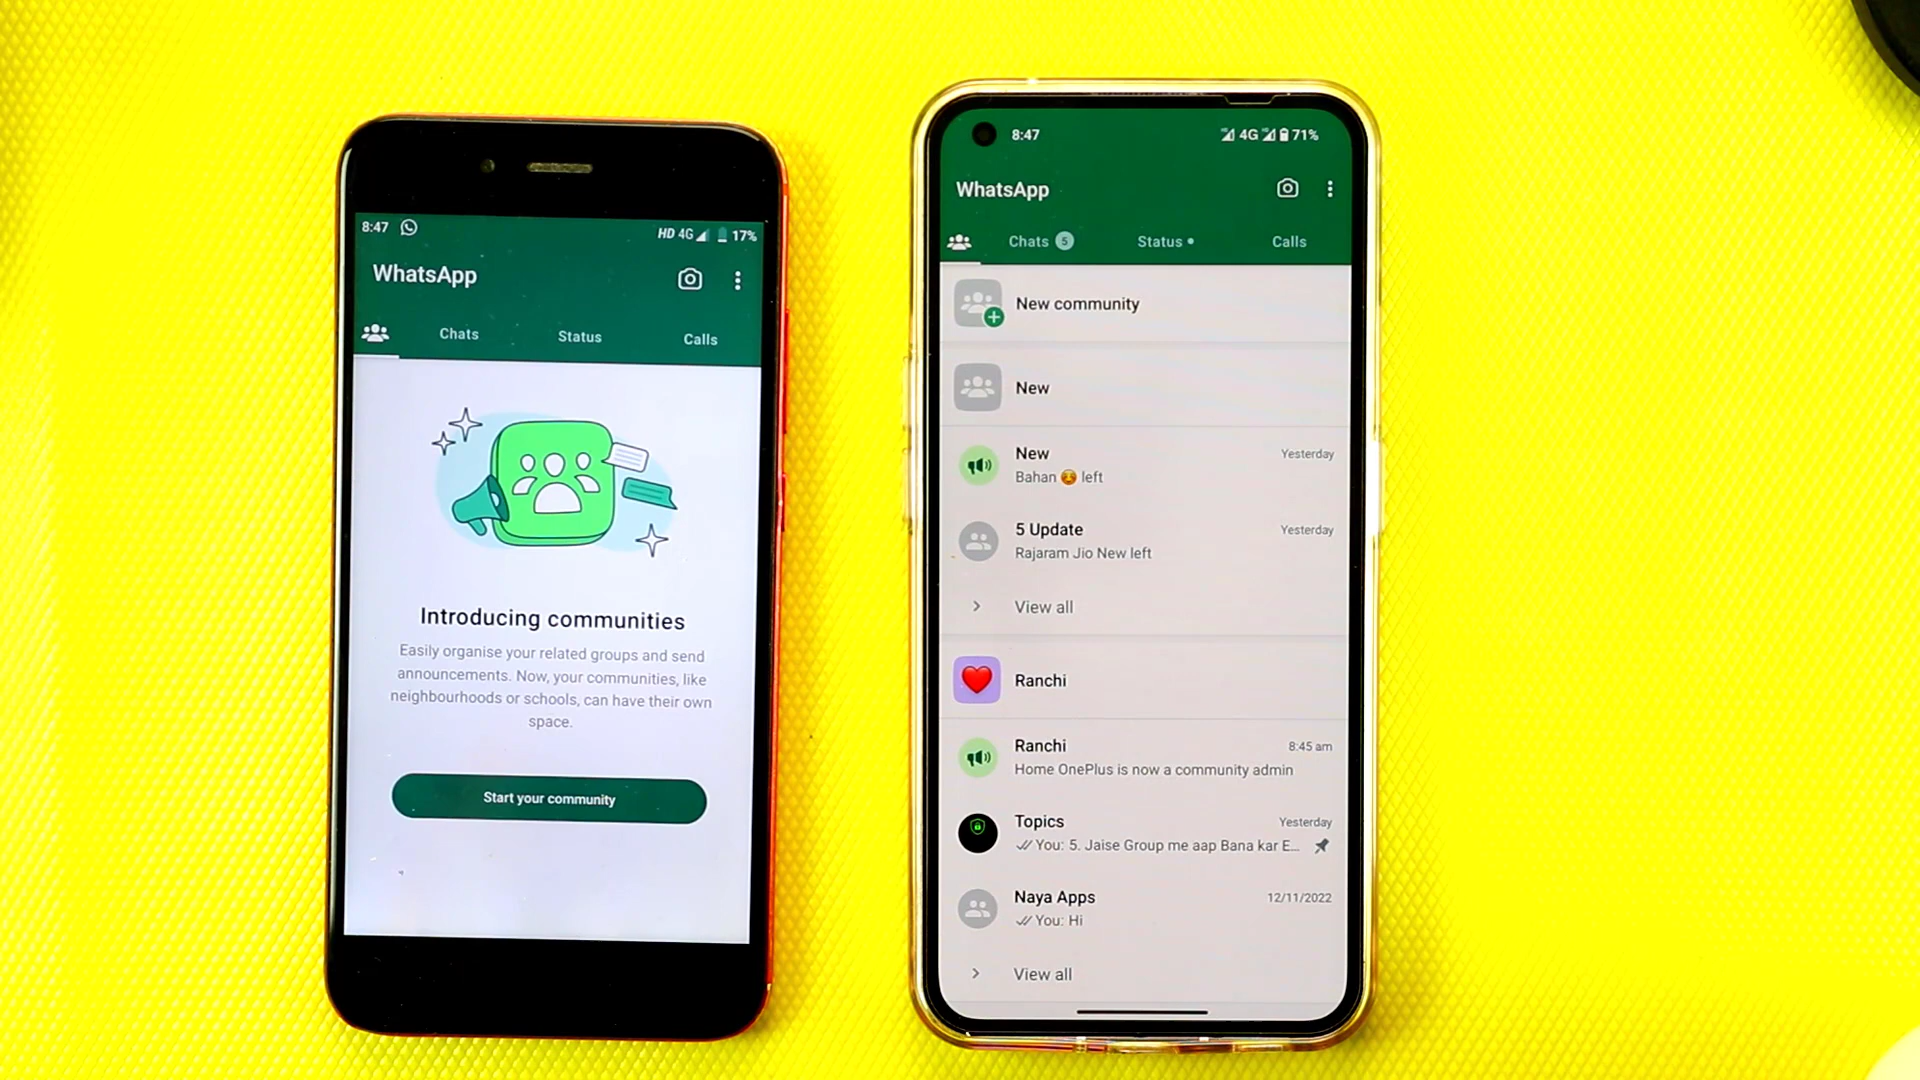 8:47
HD 4G 17%
WhatsApp
Chats Status Calls
Introducing communities
Easily organise your related groups and send
announcements. Now, your communities, like
neighbourhoods or schools, can have their own
space.
Start your community
8:47 4G 71%
WhatsApp
Chats 5 Status Calls
New community
New
New Yesterday
Bahan 😡 left
5 Update Yesterday
Rajaram Jio New left
View all
Ranchi
Ranchi 8:45 am
Home OnePlus is now a community admin
Topics Yesterday
You: 5. Jaise Group me aap Bana kar E...
Naya Apps 12/11/2022
You: Hi
View all